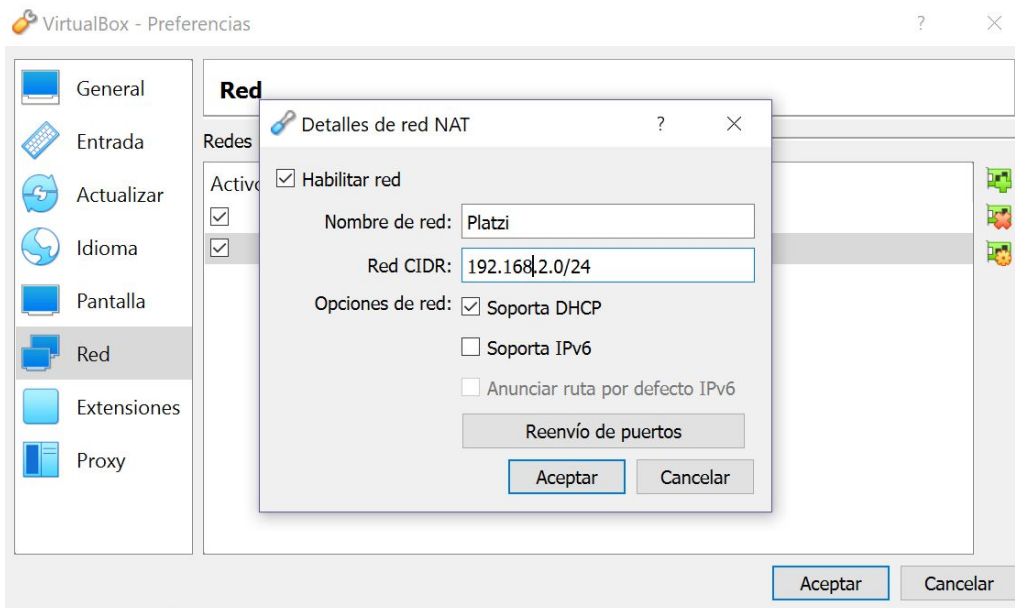 VirtualBox - Preferencias
General
Entrada
Actualizar
Idioma
Pantalla
Red
Extensiones
Proxy
Red
Redes
Detalles de red NAT
Habilitar red
Nombre de red: Platzi
Red CIDR: 192.168.2.0/24
Opciones de red: Soporta DHCP
Soporta IPv6
Anunciar ruta por defecto IPv6
Reenvío de puertos
Aceptar Cancelar
Aceptar Cancelar